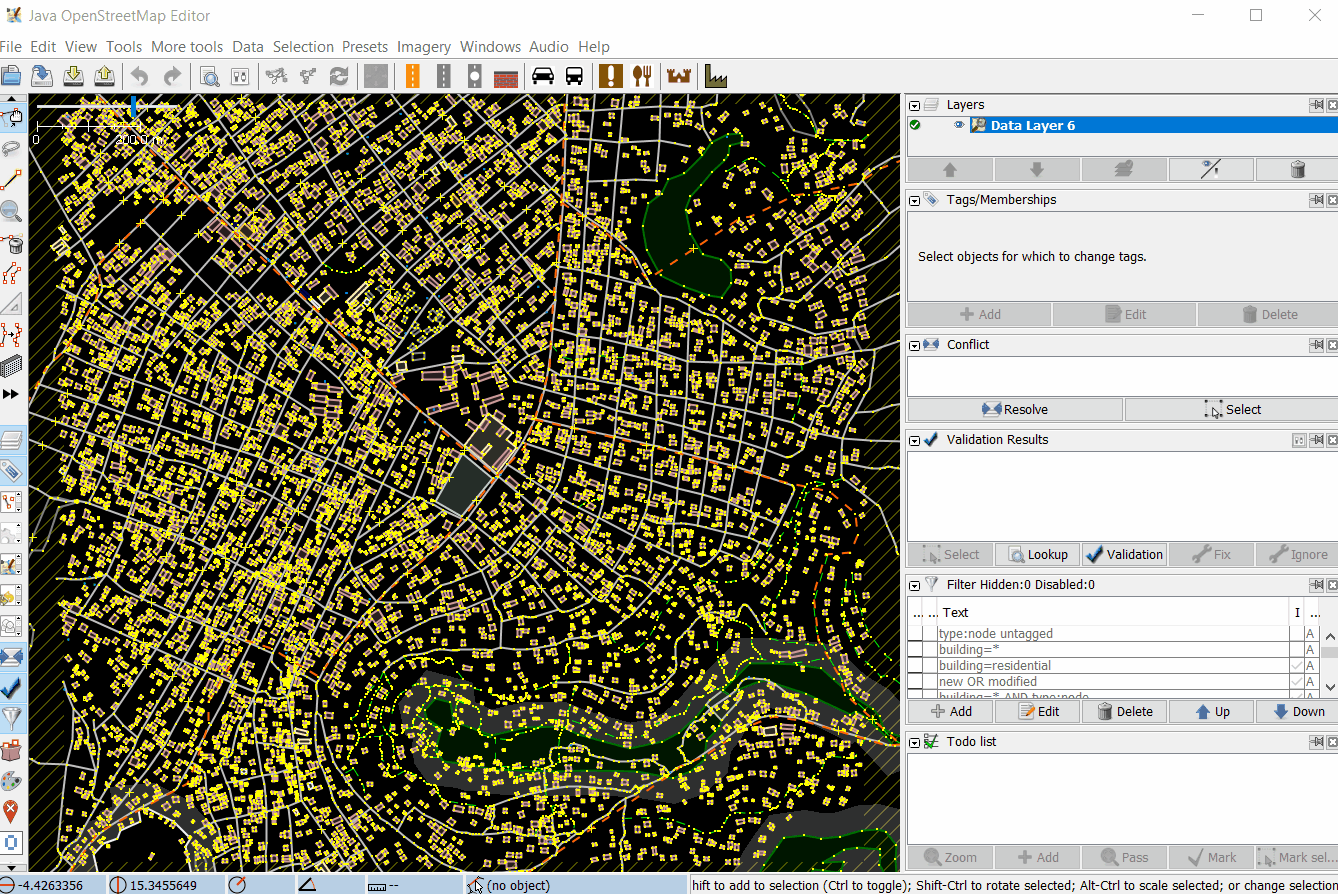 Java OpenStreetMap Editor
File Edit View Tools More tools Data Selection Presets Imagery Windows Audio Help
Layers
Data Layer 6
Tags/Memberships
Select objects for which to change tags.
Add Edit Delete
Conflict
Resolve Select
Validation Results
Select Lookup Validation Fix Ignore
Filter Hidden:0 Disabled:0
... ... Text I ...
type:node untagged A
building=* A
building=residential A
new OR modified A
building=* AND type:node
Add Edit Delete Up Down
Todo list
Zoom Add Pass Mark Mark sel...
0
-4.4263356 15.3455649 -- (no object) hift to add to selection (Ctrl to toggle); Shift-Ctrl to rotate selected; Alt-Ctrl to scale selected; or change selection